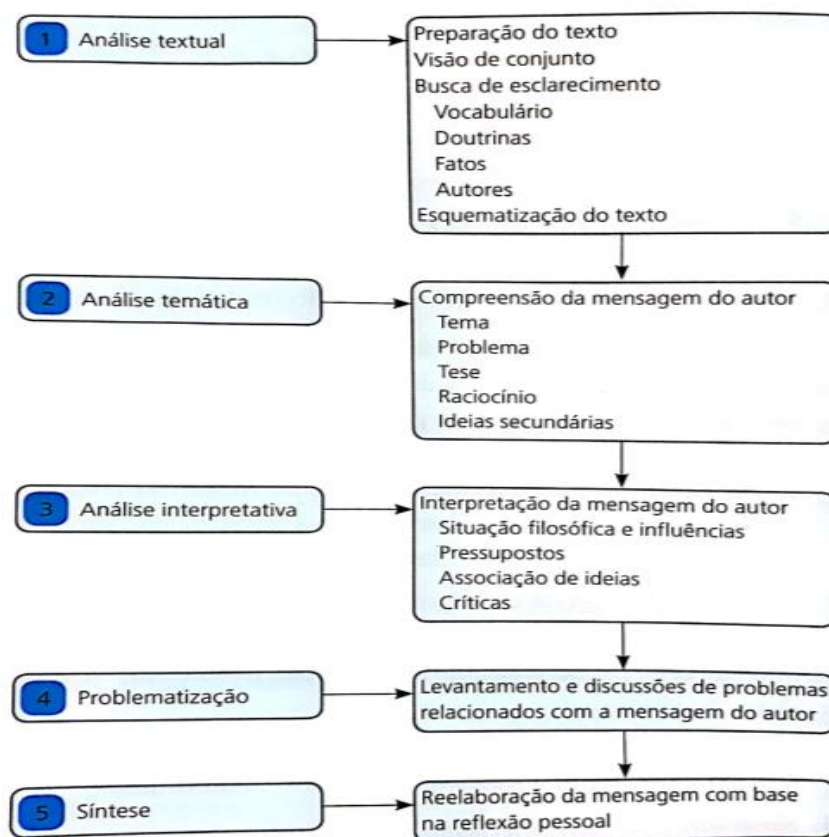 1 Análise textual
Preparação do texto
Visão de conjunto
Busca de esclarecimento
Vocabulário
Doutrinas
Fatos
Autores
Esquematização do texto
2 Análise temática
Compreensão da mensagem do autor
Tema
Problema
Tese
Raciocínio
Ideias secundárias
3 Análise interpretativa
Interpretação da mensagem do autor
Situação filosófica e influências
Pressupostos
Associação de ideias
Críticas
4 Problematização
Levantamento e discussões de problemas
relacionados com a mensagem do autor
5 Síntese
Reelaboração da mensagem com base
na reflexão pessoal